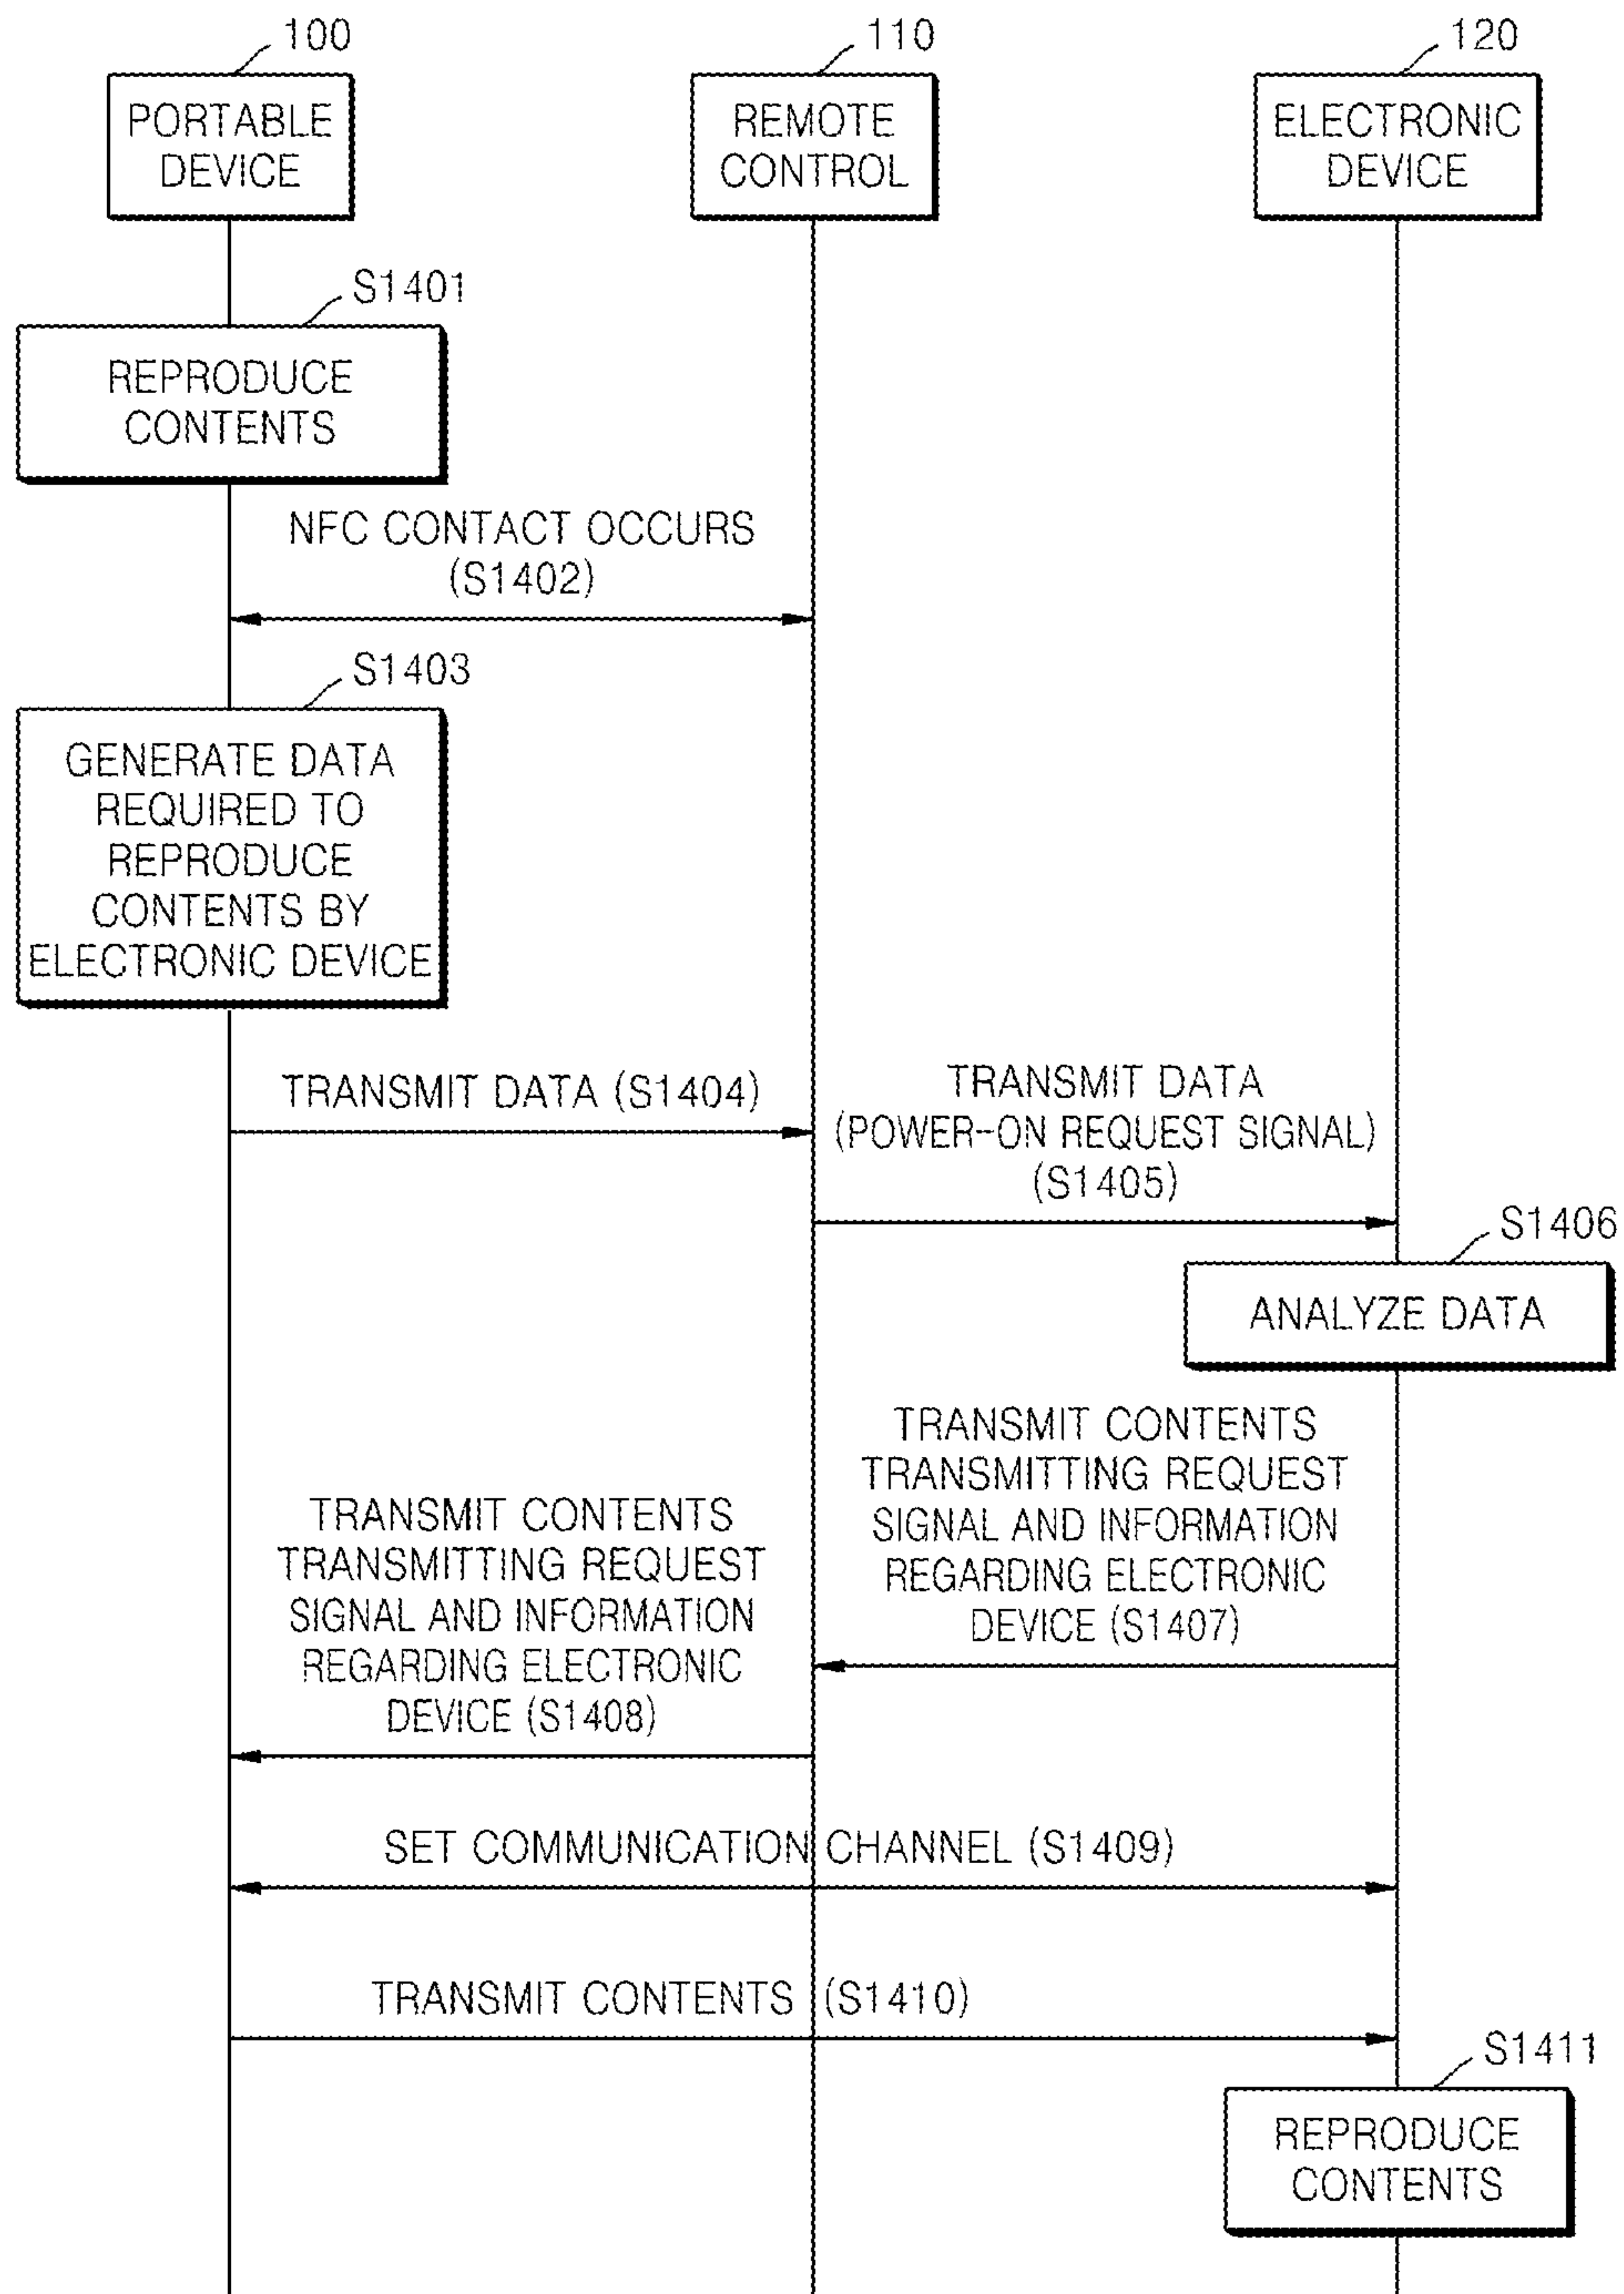 100
110
120
PORTABLE
DEVICE
REMOTE
CONTROL
ELECTRONIC
DEVICE
S1401
REPRODUCE
CONTENTS
NFC CONTACT OCCURS
(S1402)
S1403
GENERATE DATA
REQUIRED TO
REPRODUCE
CONTENTS BY
ELECTRONIC DEVICE
TRANSMIT DATA (S1404)
TRANSMIT DATA
(POWER-ON REQUEST SIGNAL)
(S1405)
S1406
ANALYZE DATA
TRANSMIT CONTENTS
TRANSMITTING REQUEST
SIGNAL AND INFORMATION
REGARDING ELECTRONIC
DEVICE (S1407)
TRANSMIT CONTENTS
TRANSMITTING REQUEST
SIGNAL AND INFORMATION
REGARDING ELECTRONIC
DEVICE (S1408)
SET COMMUNICATION CHANNEL (S1409)
TRANSMIT CONTENTS (S1410)
S1411
REPRODUCE
CONTENTS